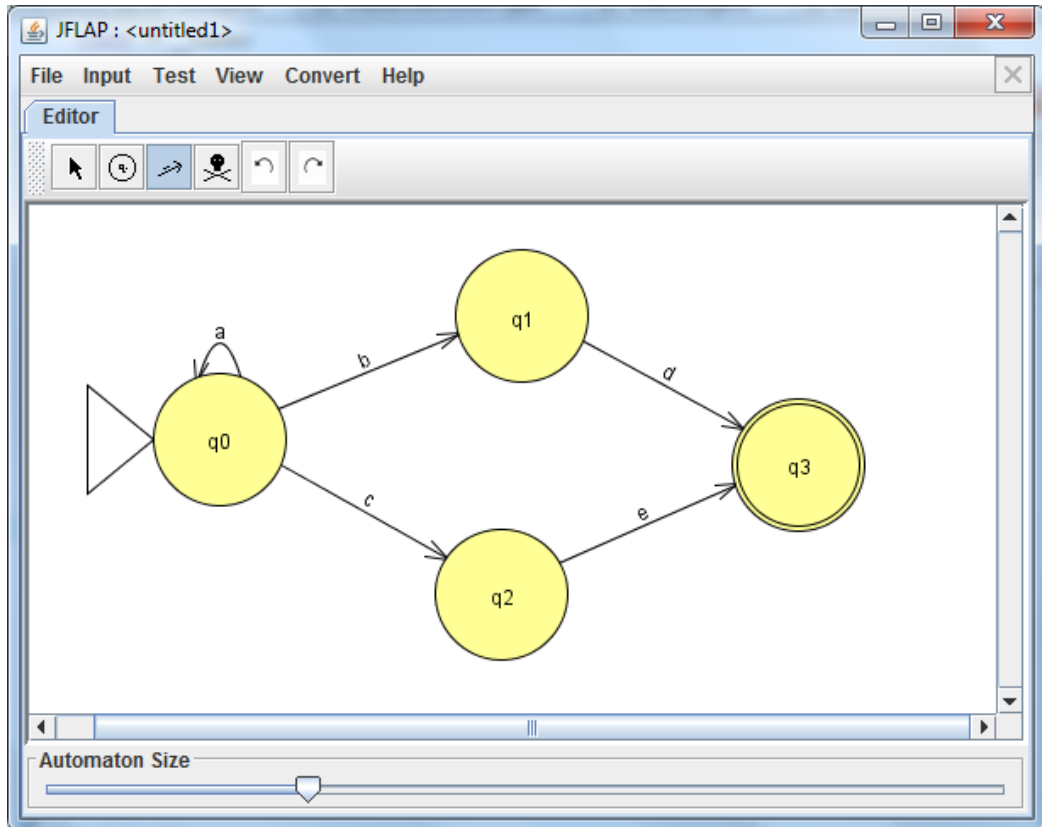 JFLAP : <untitled1>
File Input Test View Convert Help
Editor
q
a
b
q1
d
q0
q3
c
e
q2
Automaton Size